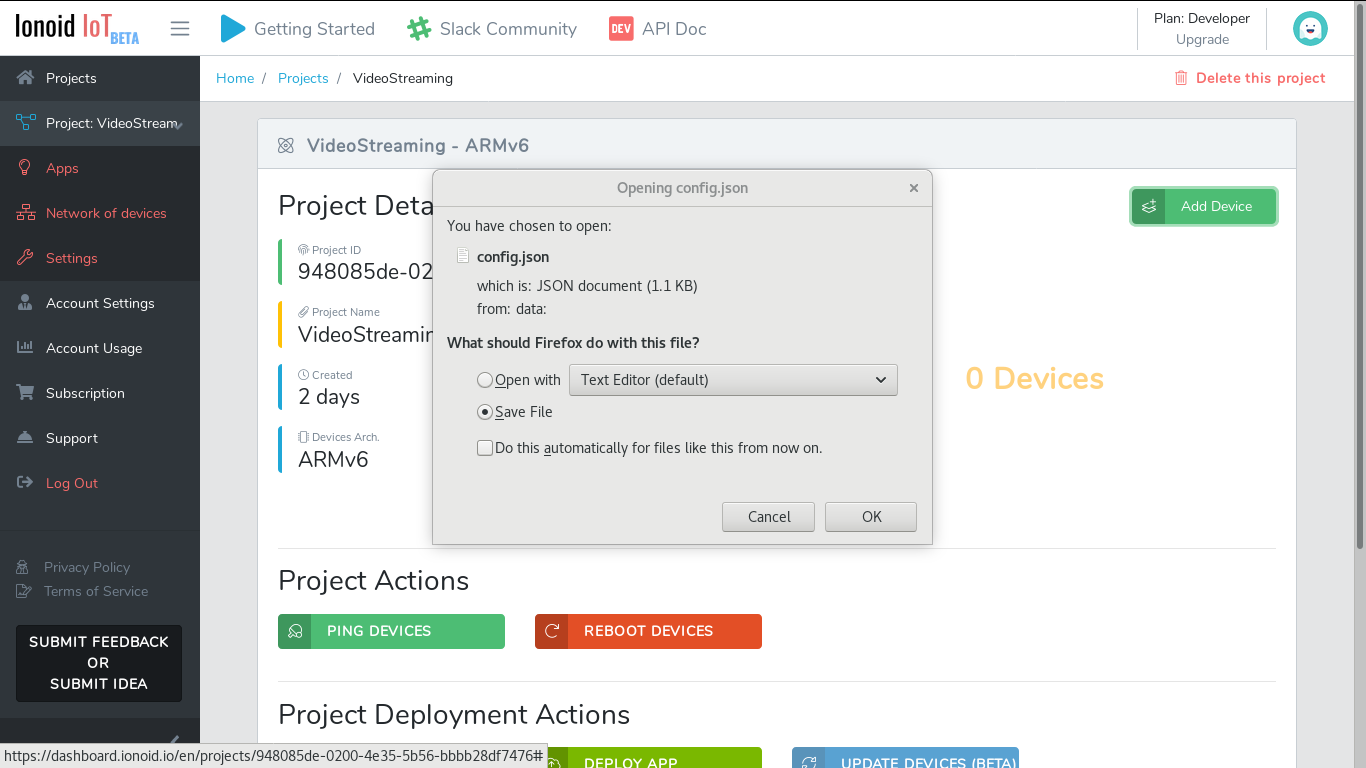 Ionoid IoT BETA
Getting Started
Slack Community
DEV API Doc
Plan: Developer
Upgrade
Projects
Project: VideoStream
Apps
Network of devices
Settings
Account Settings
Account Usage
Subscription
Support
Log Out
Privacy Policy
Terms of Service
SUBMIT FEEDBACK
OR
SUBMIT IDEA
Home / Projects / VideoStreaming
Delete this project
VideoStreaming - ARMv6
Project Deta
Add Device
Project ID
948085de-02
Project Name
VideoStreamin
Created
2 days
Devices Arch.
ARMv6
0 Devices
Opening config.json
You have chosen to open:
config.json
which is: JSON document (1.1 KB)
from: data:
What should Firefox do with this file?
Open with Text Editor (default)
Save File
Do this automatically for files like this from now on.
Cancel OK
Project Actions
PING DEVICES
REBOOT DEVICES
Project Deployment Actions
DEPLOY APP
UPDATE DEVICES (BETA)
https://dashboard.ionoid.io/en/projects/948085de-0200-4e35-5b56-bbbb28df7476#